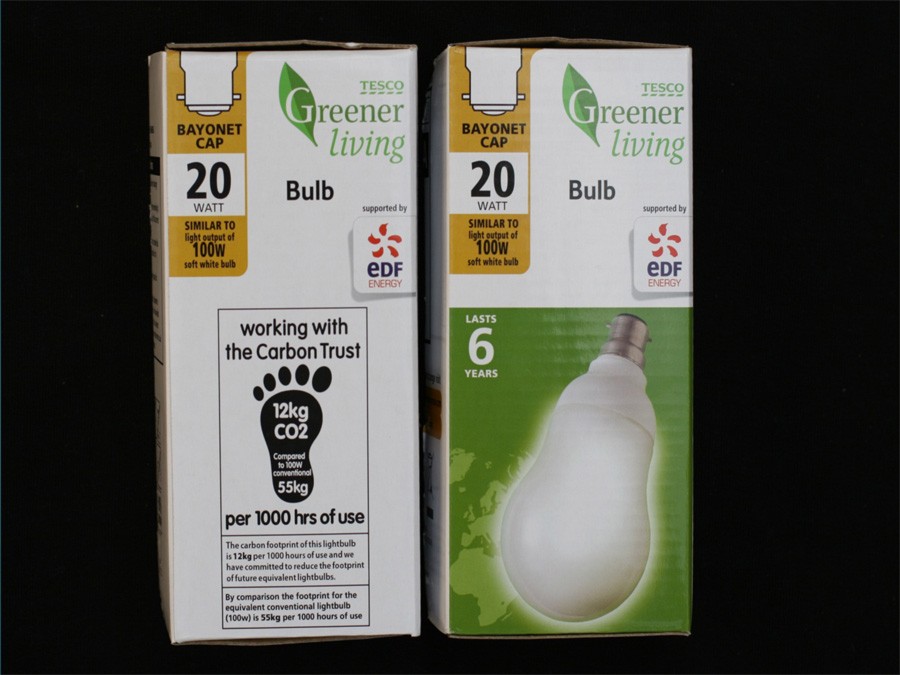 BAYONET
CAP
20
WATT
SIMILAR TO
light output of
100w
soft white bulb
TESCO
Greener
living
Bulb
supported by
eDF
ENERGY
working with
the Carbon Trust
12kg
CO2
Compared
to 100W
conventional
55kg
per 1000 hrs of use
The carbon footprint of this lightbulb
is 12kg per 1000 hours of use and we
have committed to reduce the footprint
of future equivalent lightbulbs.
By comparison the footprint for the
equivalent conventional lightbulb
(100w) is 55kg per 1000 hours of use
BAYONET
CAP
20
WATT
SIMILAR TO
light output of
100w
soft white bulb
TESCO
Greener
living
Bulb
supported by
eDF
ENERGY
LASTS
6
YEARS